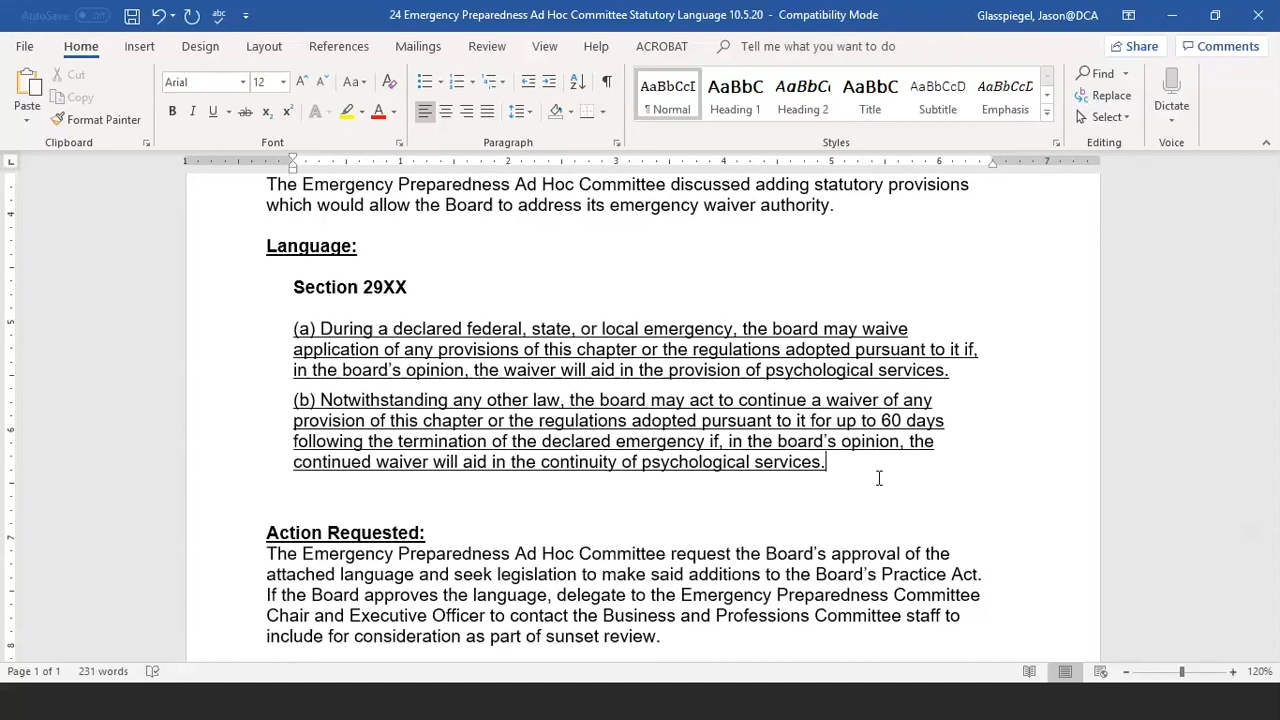 AutoSave Off
24 Emergency Preparedness Ad Hoc Committee Statutory Language 10.5.20 - Compatibility Mode
Glasspiegel, Jason@DCA
File Home Insert Design Layout References Mailings Review View Help ACROBAT Tell me what you want to do Share Comments
Paste
Cut
Copy
Format Painter
Clipboard
Arial 12
Font
Paragraph
AaBbCcI AaBbC AaBbCc AaBbC AaBbCcD AaBbCcD
¶ Normal Heading 1 Heading 2 Title Subtitle Emphasis
Styles
Find
Replace
Select
Editing
Dictate
Voice
1 1 2 3 4 5 6 7
The Emergency Preparedness Ad Hoc Committee discussed adding statutory provisions
which would allow the Board to address its emergency waiver authority.
Language:
Section 29XX
(a) During a declared federal, state, or local emergency, the board may waive
application of any provisions of this chapter or the regulations adopted pursuant to it if,
in the board’s opinion, the waiver will aid in the provision of psychological services.
(b) Notwithstanding any other law, the board may act to continue a waiver of any
provision of this chapter or the regulations adopted pursuant to it for up to 60 days
following the termination of the declared emergency if, in the board’s opinion, the
continued waiver will aid in the continuity of psychological services.
Action Requested:
The Emergency Preparedness Ad Hoc Committee request the Board’s approval of the
attached language and seek legislation to make said additions to the Board’s Practice Act.
If the Board approves the language, delegate to the Emergency Preparedness Committee
Chair and Executive Officer to contact the Business and Professions Committee staff to
include for consideration as part of sunset review.
Page 1 of 1 231 words 120%